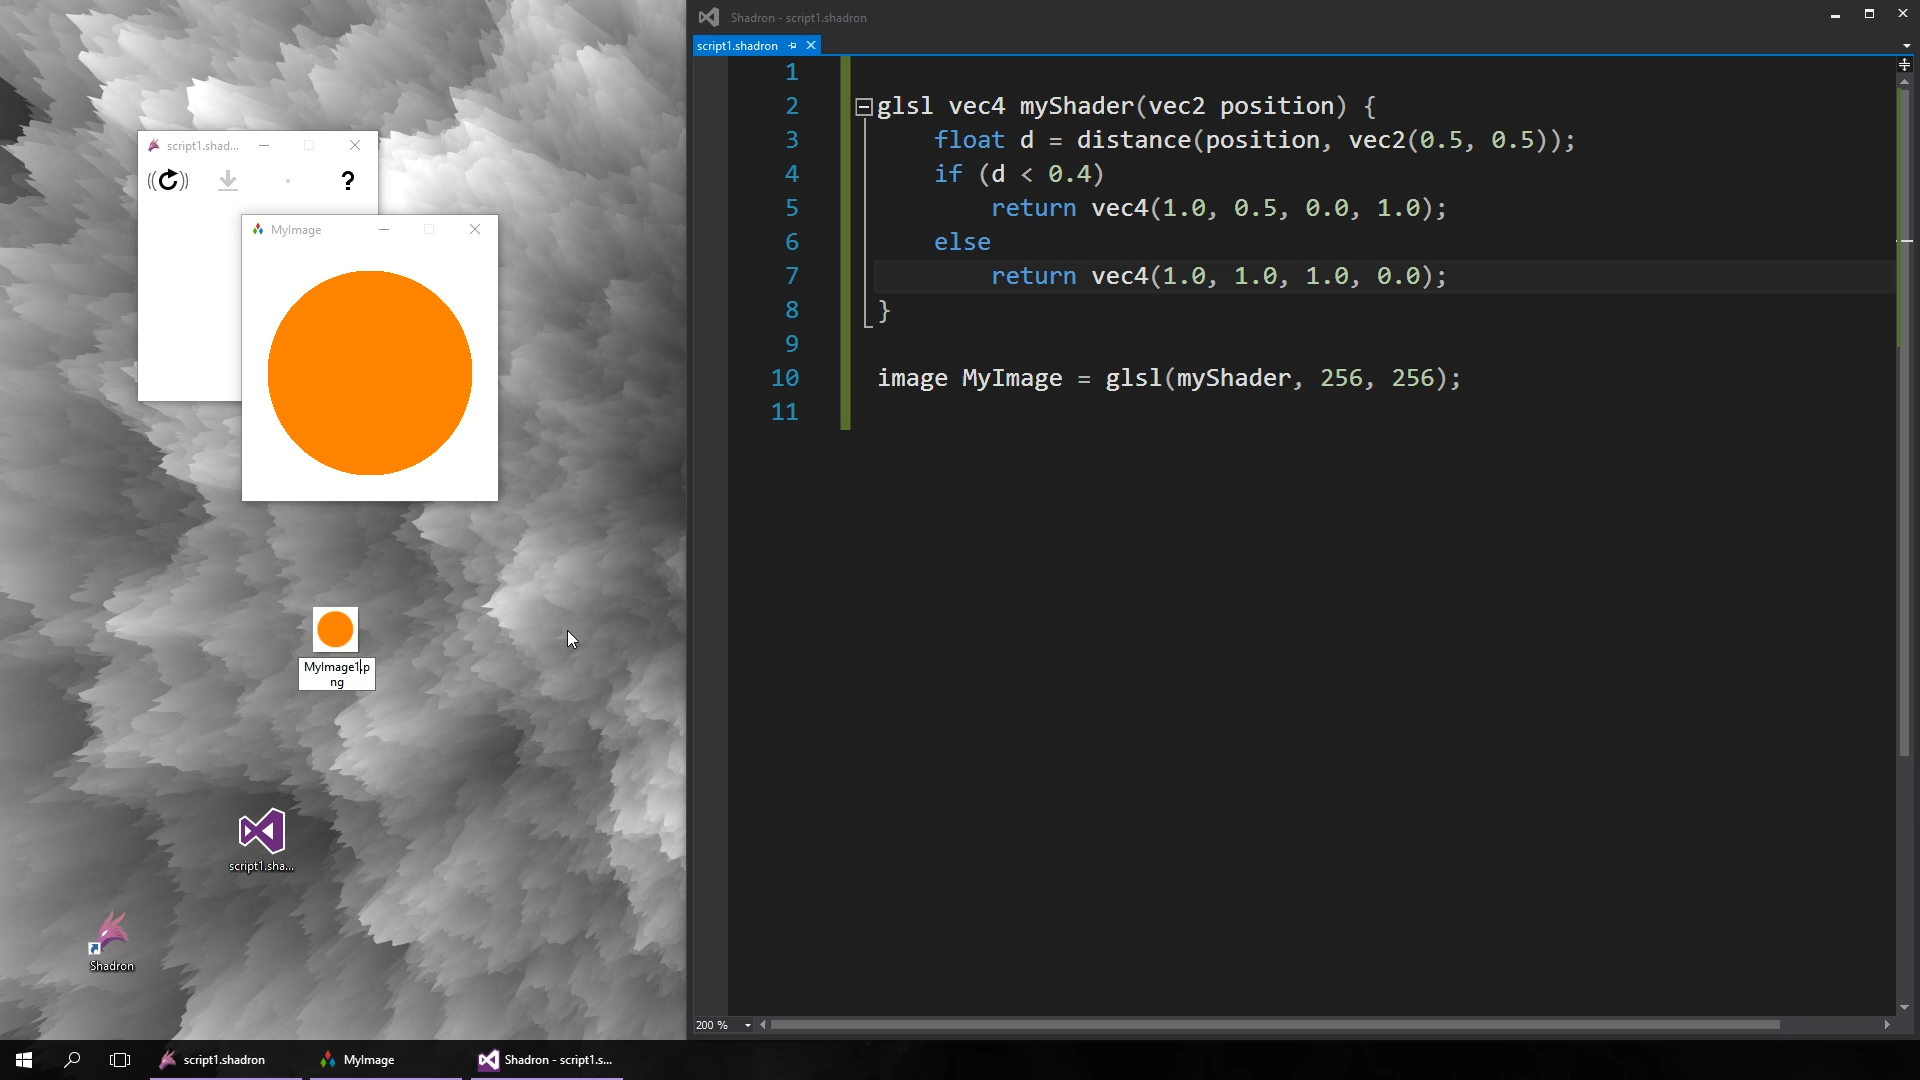 script1.shad...
?
MyImage
MyImage1.p
ng
script1.sha...
Shadron
Shadron - script1.shadron
script1.shadron
1
2 glsl vec4 myShader(vec2 position) {
3 float d = distance(position, vec2(0.5, 0.5));
4 if (d < 0.4)
5 return vec4(1.0, 0.5, 0.0, 1.0);
6 else
7 return vec4(1.0, 1.0, 1.0, 0.0);
8 }
9
10 image MyImage = glsl(myShader, 256, 256);
11
200 %
script1.shadron
MyImage
Shadron - script1.s...